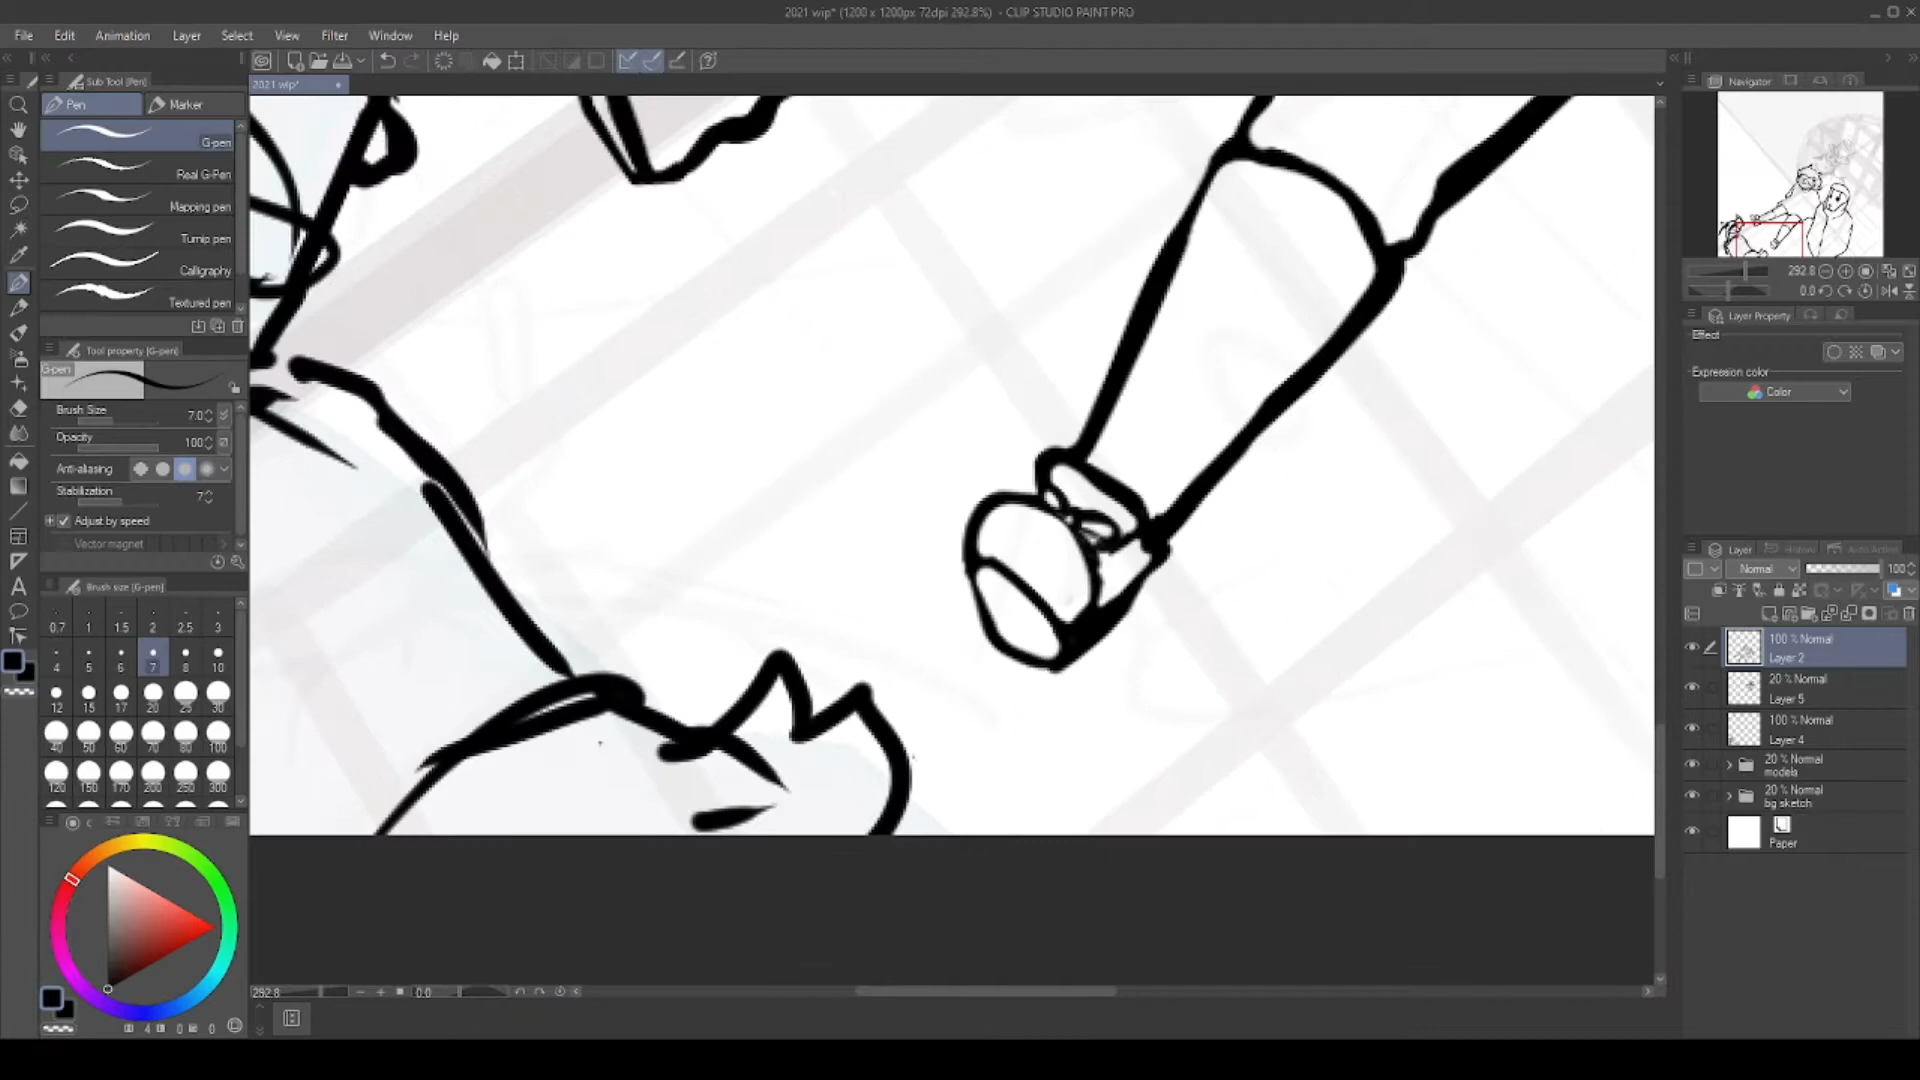 2021 wip* (1200 x 1200px 72dpi 292.8%) - CLIP STUDIO PAINT PRO
File Edit Animation Layer Select View Filter Window Help
Sub Tool [Pen]
2021 wip*
Navigator
Pen Marker
G-pen
Real G-Pen
Mapping pen
Turnip pen
Calligraphy
Textured pen
292.8
0.0
Layer Property
Effect
Expression color
Color
Tool property [G-pen]
G-pen
Brush Size 7.0
Opacity 100
Anti-aliasing
Stabilization 7
Adjust by speed
Vector magnet
Brush size [G-pen]
0.7 1 1.5 2 2.5 3
4 5 6 7 8 10
12 15 17 20 25 30
40 50 60 70 80 100
120 150 170 200 250 300
Layer History Auto Action
Normal 100
100 % Normal
Layer 2
20 % Normal
Layer 5
100 % Normal
Layer 4
20 % Normal
models
20 % Normal
bg sketch
Paper
292.8 0.0
4 0 0